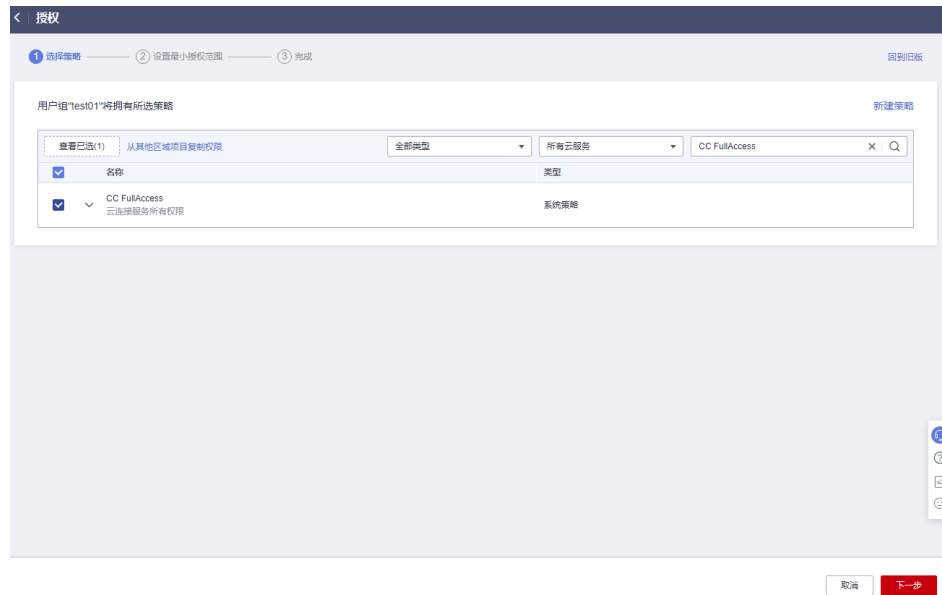 授权
1 选择策略 2 设置最小授权范围 3 完成 回到旧版
用户组"test01"将拥有所选策略 新建策略
查看已选(1) 从其他区域项目复制权限 全部类型 所有云服务 CC FullAccess
名称 类型
CC FullAccess
云连接服务所有权限 系统策略
取消 下一步